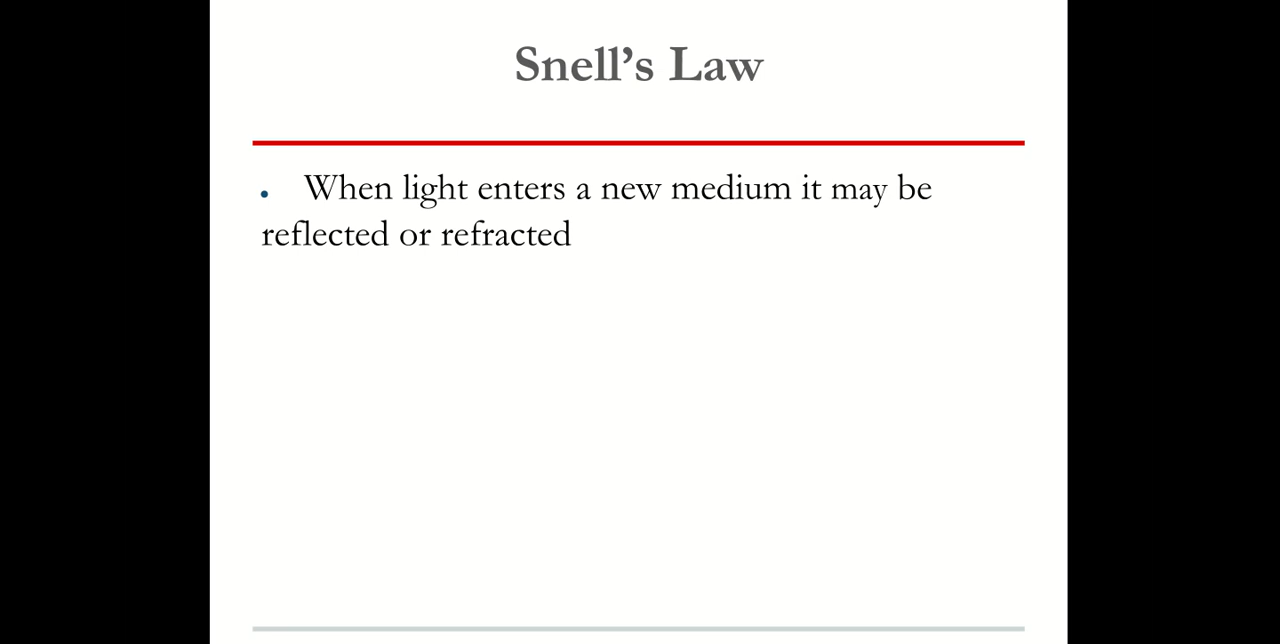 Snell’s Law
• When light enters a new medium it may be
reflected or refracted